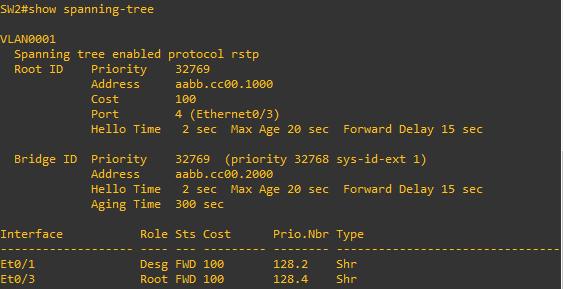 SW2#show spanning-tree
VLAN0001
  Spanning tree enabled protocol rstp
  Root ID    Priority    32769
             Address     aabb.cc00.1000
             Cost        100
             Port        4 (Ethernet0/3)
             Hello Time   2 sec  Max Age 20 sec  Forward Delay 15 sec
  Bridge ID  Priority    32769  (priority 32768 sys-id-ext 1)
             Address     aabb.cc00.2000
             Hello Time   2 sec  Max Age 20 sec  Forward Delay 15 sec
             Aging Time  300 sec
Interface           Role Sts Cost      Prio.Nbr Type
------------------- ---- --- --------- -------- --------------------------------
Et0/1               Desg FWD 100       128.2    Shr
Et0/3               Root FWD 100       128.4    Shr